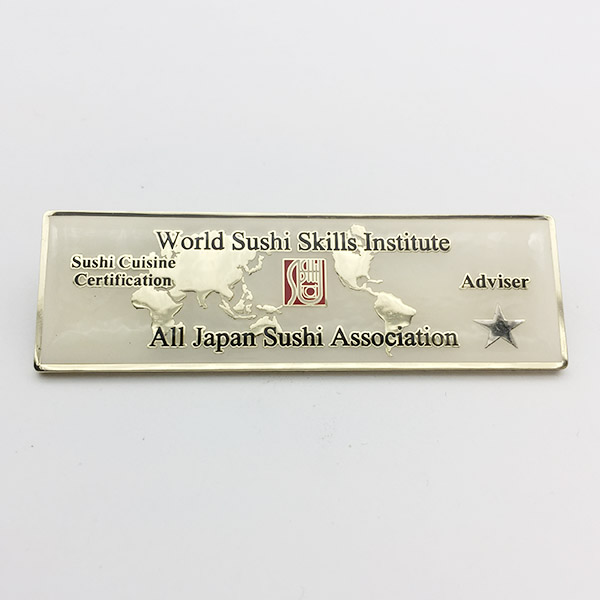 World Sushi Skills Institute
Sushi Cuisine
Certification
Adviser
All Japan Sushi Association